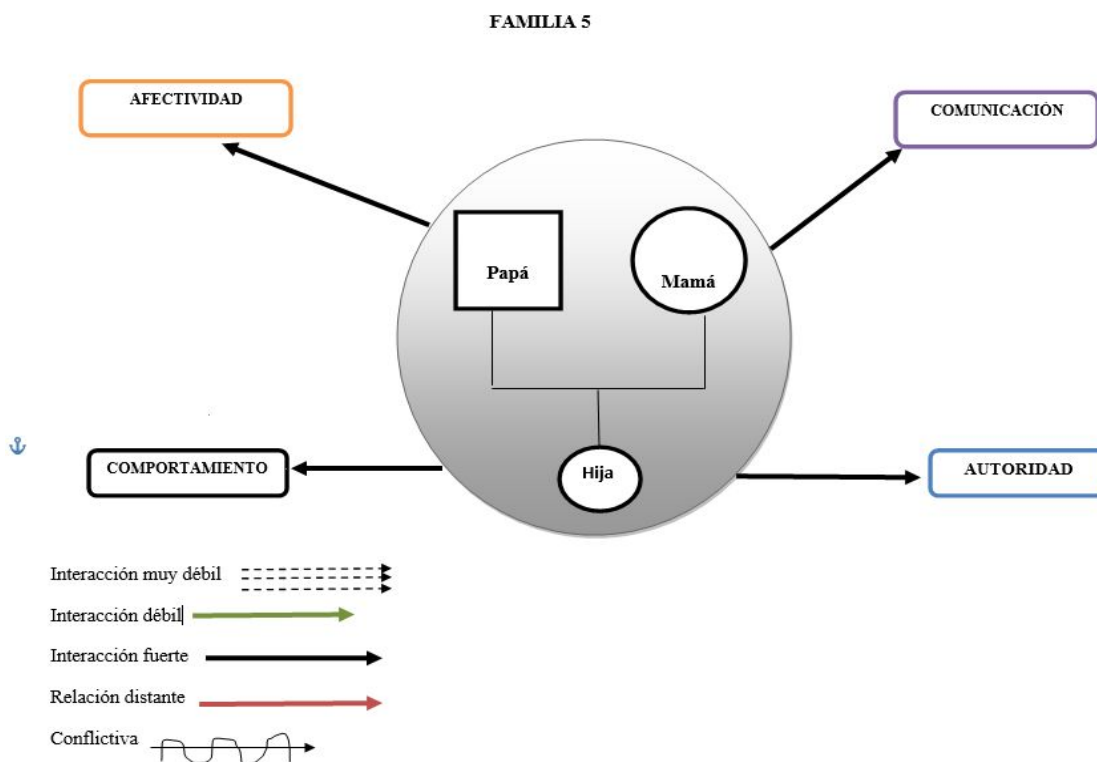 FAMILIA 5
AFECTIVIDAD
COMUNICACIÓN
Papá
Mamá
COMPORTAMIENTO
Hija
AUTORIDAD
Interacción muy débil
Interacción débil
Interacción fuerte
Relación distante
Conflictiva